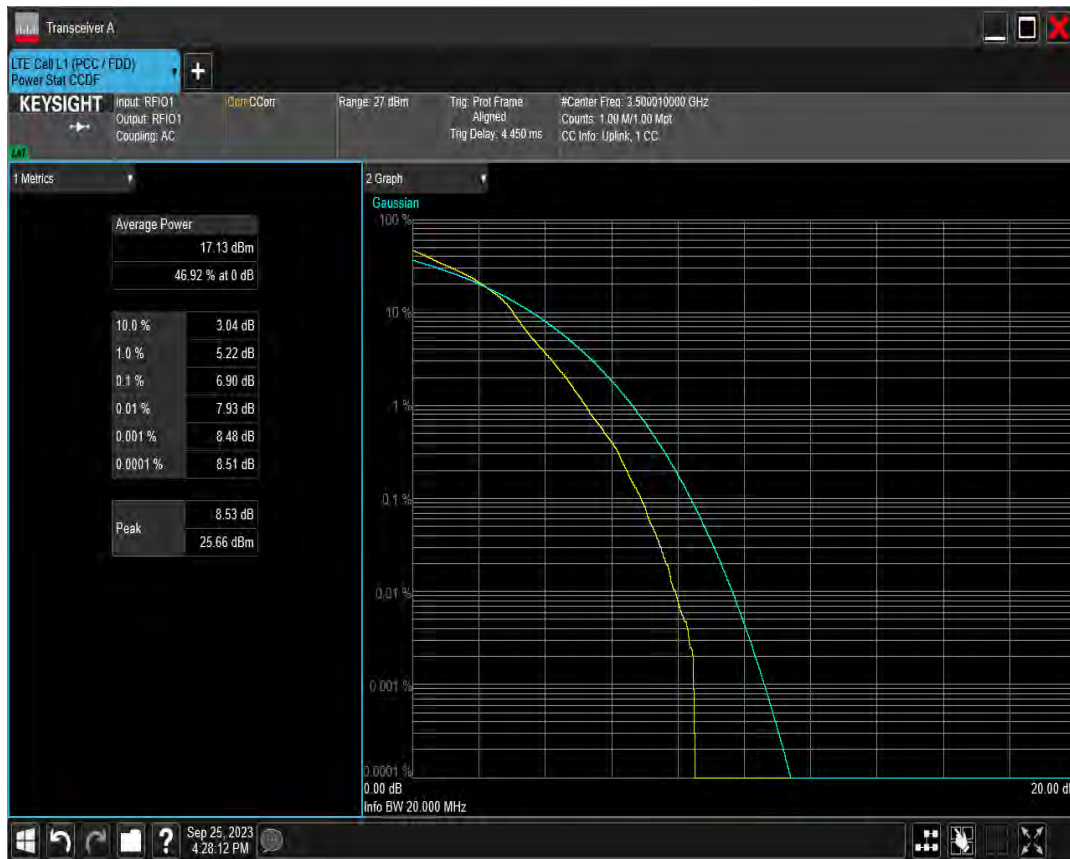 Transceiver A
LTE Cell L1 (PCC / FDD)
Power Stat CCDF
+
KEYSIGHT
Input: RFIO1
Output: RFIO1
Coupling: AC
Corr CCorr
Range: 27 dBm
Trig: Prot Frame
Aligned
Trig Delay: 4.450 ms
#Center Freq: 3.500010000 GHz
Counts: 1.00 M/1.00 Mpt
CC Info: Uplink, 1 CC
1 Metrics
Average Power
17.13 dBm
46.92 % at 0 dB
10.0 % 3.04 dB
1.0 % 5.22 dB
0.1 % 6.90 dB
0.01 % 7.93 dB
0.001 % 8.48 dB
0.0001 % 8.51 dB
Peak
8.53 dB
25.66 dBm
2 Graph
Gaussian
100 %
10 %
1 %
0.1 %
0.01 %
0.001 %
0.0001 %
0.00 dB
20.00 d
Info BW 20.000 MHz
?
Sep 25, 2023
4:28:12 PM